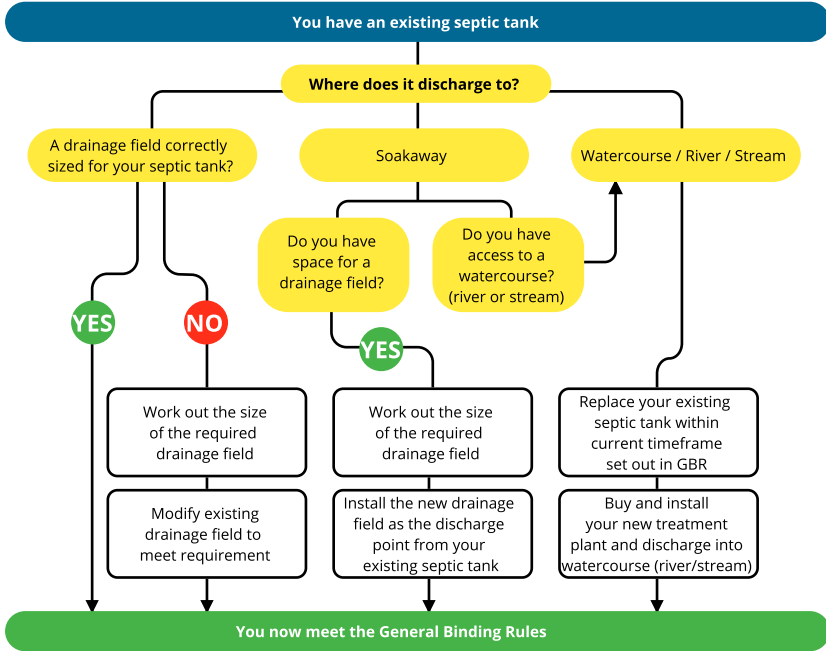 You have an existing septic tank
Where does it discharge to?
A drainage field correctly
sized for your septic tank?
Soakaway
Watercourse / River / Stream
Do you have
space for a
drainage field?
Do you have
access to a
watercourse?
(river or stream)
YES
NO
YES
Work out the size
of the required
drainage field
Work out the size
of the required
drainage field
Replace your existing
septic tank within
current timeframe
set out in GBR
Modify existing
drainage field to
meet requirement
Install the new drainage
field as the discharge
point from your
existing septic tank
Buy and install
your new treatment
plant and discharge into
watercourse (river/stream)
You now meet the General Binding Rules